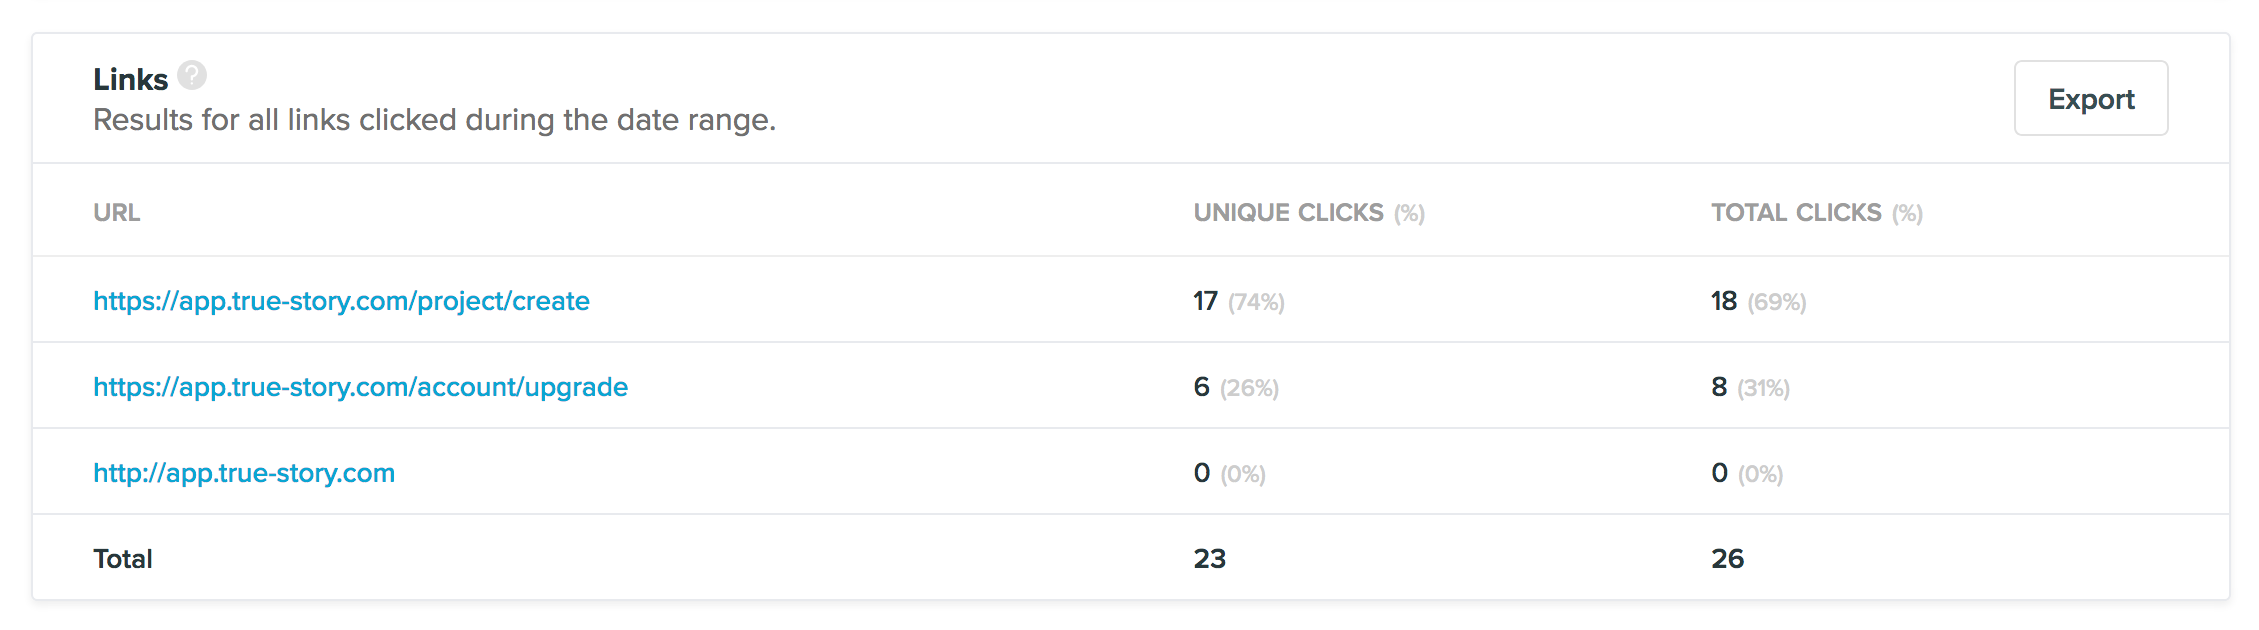 Links ?
Results for all links clicked during the date range.
Export
URL UNIQUE CLICKS (%) TOTAL CLICKS (%)
https://app.true-story.com/project/create 17 (74%) 18 (69%)
https://app.true-story.com/account/upgrade 6 (26%) 8 (31%)
http://app.true-story.com 0 (0%) 0 (0%)
Total 23 26